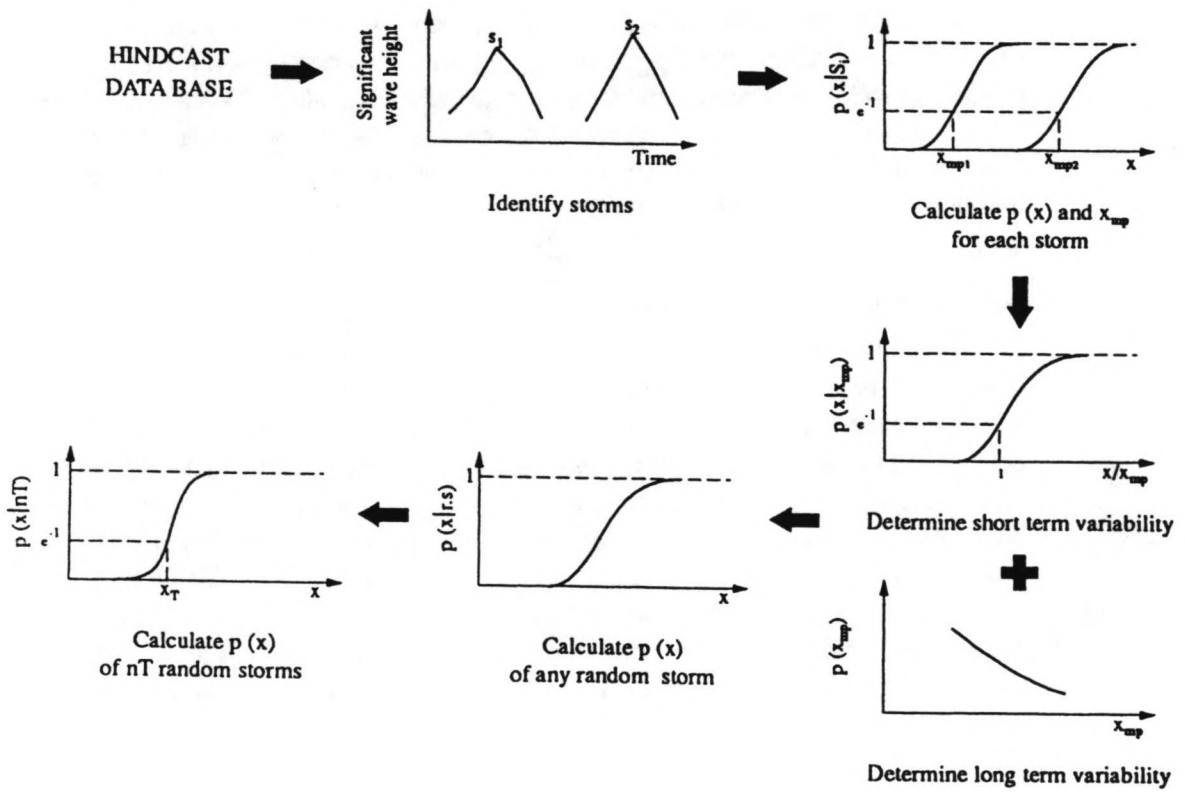 HINDCAST
DATA BASE
Significant
wave height
s1
s2
Time
Identify storms
p (x|Si)
1
e-1
xmp1
xmp2
x
Calculate p (x) and xmp
for each storm
p (x|xmp)
1
e-1
1
x/xmp
Determine short term variability
p (xmp)
xmp
Determine long term variability
p (x|r.s)
1
x
Calculate p (x)
of any random storm
p (x|nT)
1
e-1
xT
x
Calculate p (x)
of nT random storms